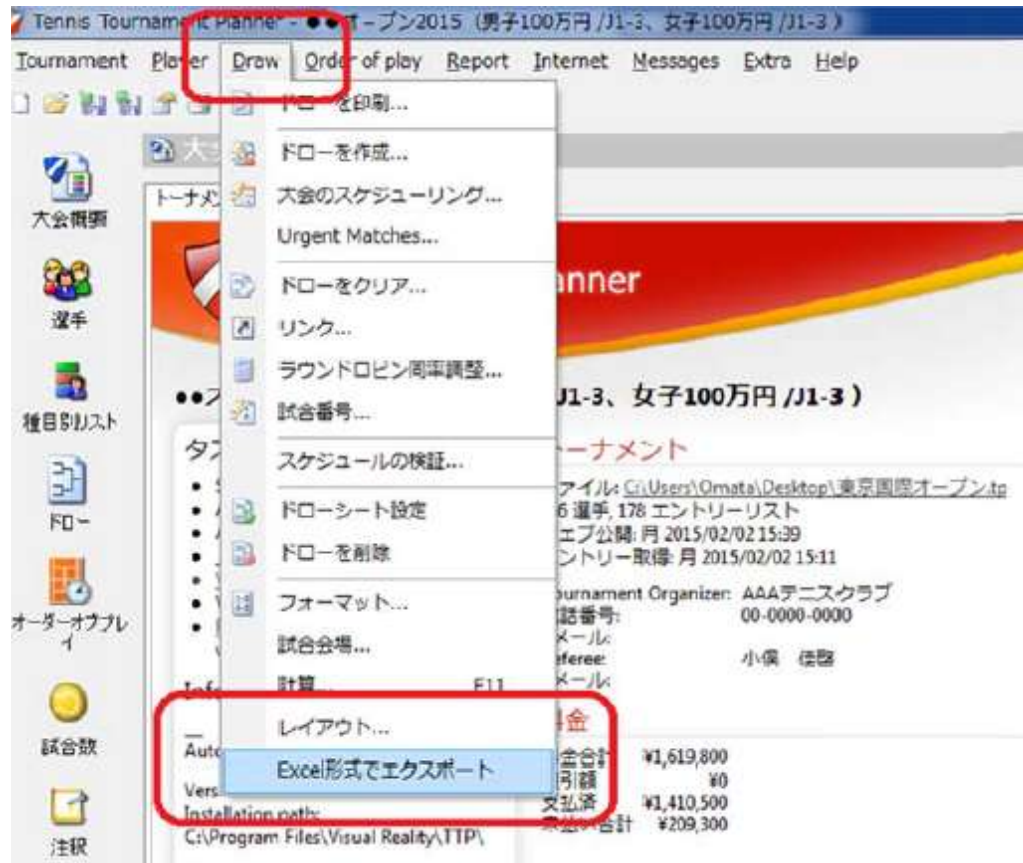 Tennis Tournament Planner - ●●オープン2015 (男子100万円 /J1-3、女子100万円 /J1-3 )
Tournament Player Draw Order of play Report Internet Messages Extra Help
ドローを印刷...
ドローを作成...
大会のスケジューリング...
Urgent Matches...
ドローをクリア...
リンク...
ラウンドロビン同率調整...
試合番号...
スケジュールの検証...
ドローシート設定
ドローを削除
フォーマット...
試合会場...
計算... F11
レイアウト...
Excel形式でエクスポート
大会概要
選手
種目別リスト
ドロー
オーダーオブプレ
イ
試合数
注釈
トーナメ
anner
J1-3、女子100万円 /J1-3 )
ーナメント
ァイル: C:\Users\Omata\Desktop\東京国際オープン.tp
6 選手, 178 エントリーリスト
ェブ公開: 月 2015/02/02 15:39
ントリー取得: 月 2015/02/02 15:11
ournament Organizer: AAAテニスクラブ
話番号: 00-0000-0000
メール:
eferee: 小俣
メール:
金
金合計 ¥1,619,800
引額 ¥0
支払済 ¥1,410,500
合計 ¥209,300
Info
Auto
Vers
Installation path:
C:\Program Files\Visual Reality\TTP\